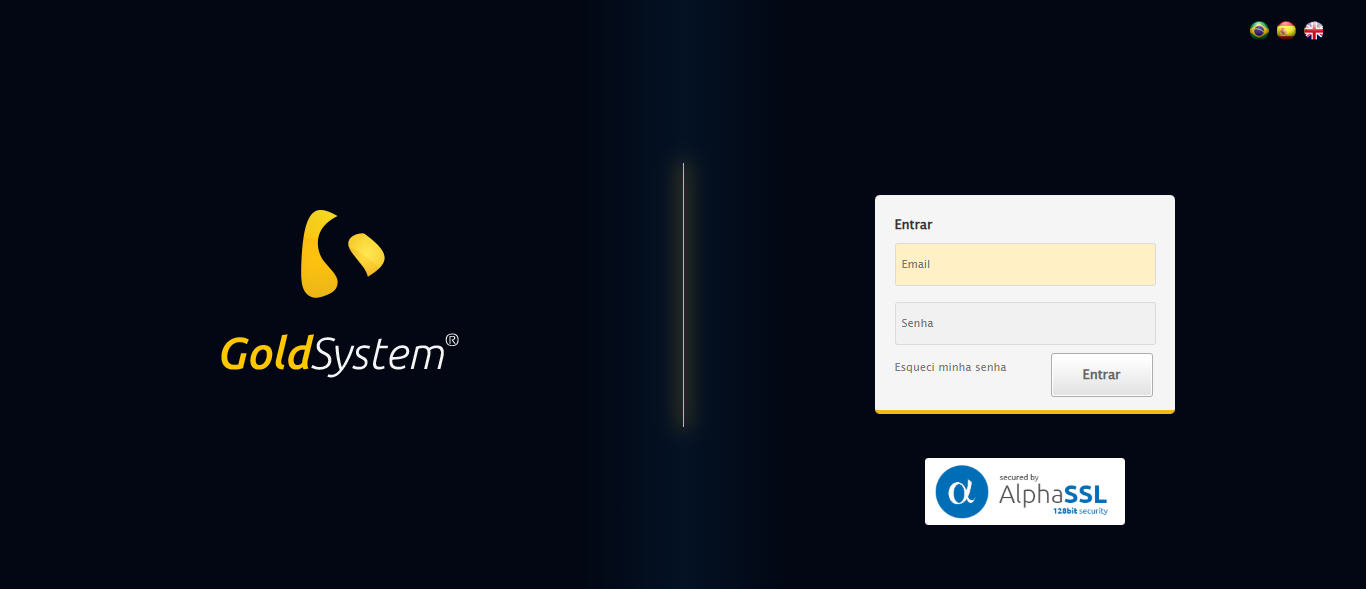 GoldSystem®
Entrar
Email
Senha
Esqueci minha senha
Entrar
α
secured by
AlphaSSL
128bit security